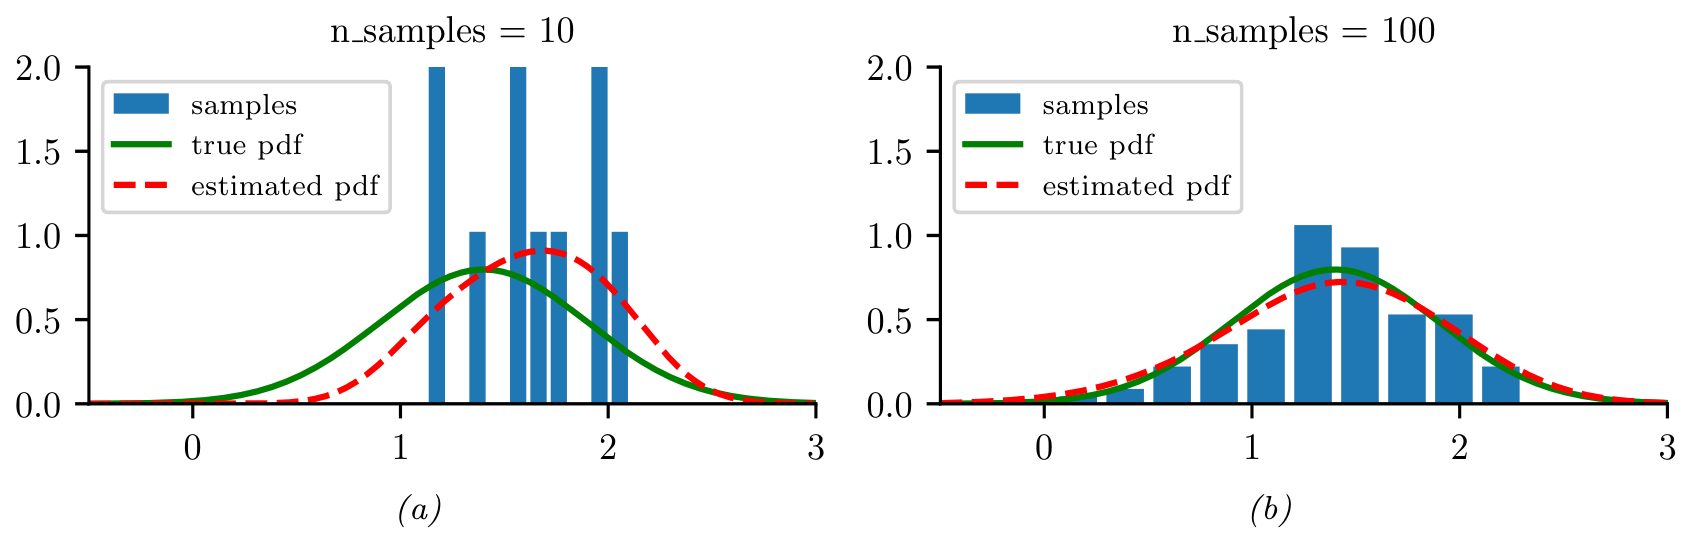 n_samples = 10
2.0
1.5
1.0
0.5
0.0
samples
true pdf
estimated pdf
0 1 2 3
(a)
n_samples = 100
2.0
1.5
1.0
0.5
0.0
samples
true pdf
estimated pdf
0 1 2 3
(b)